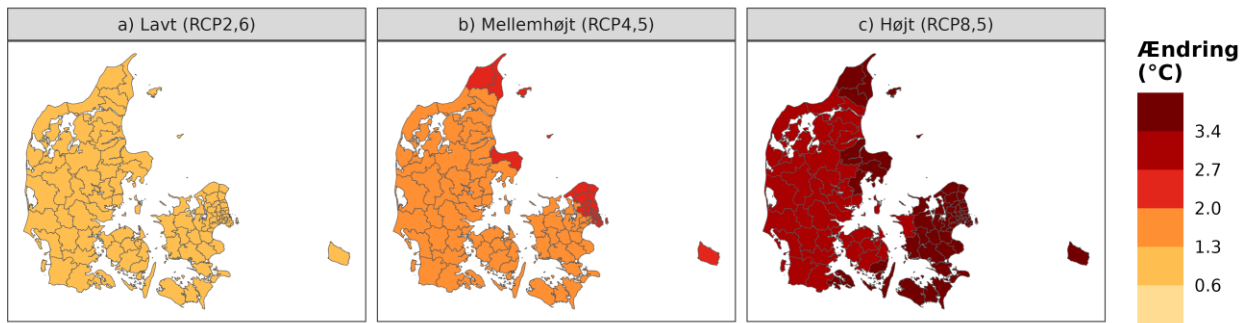 a) Lavt (RCP2,6)
b) Mellemhøjt (RCP4,5)
c) Højt (RCP8,5)
Ændring
(°C)
3.4
2.7
2.0
1.3
0.6